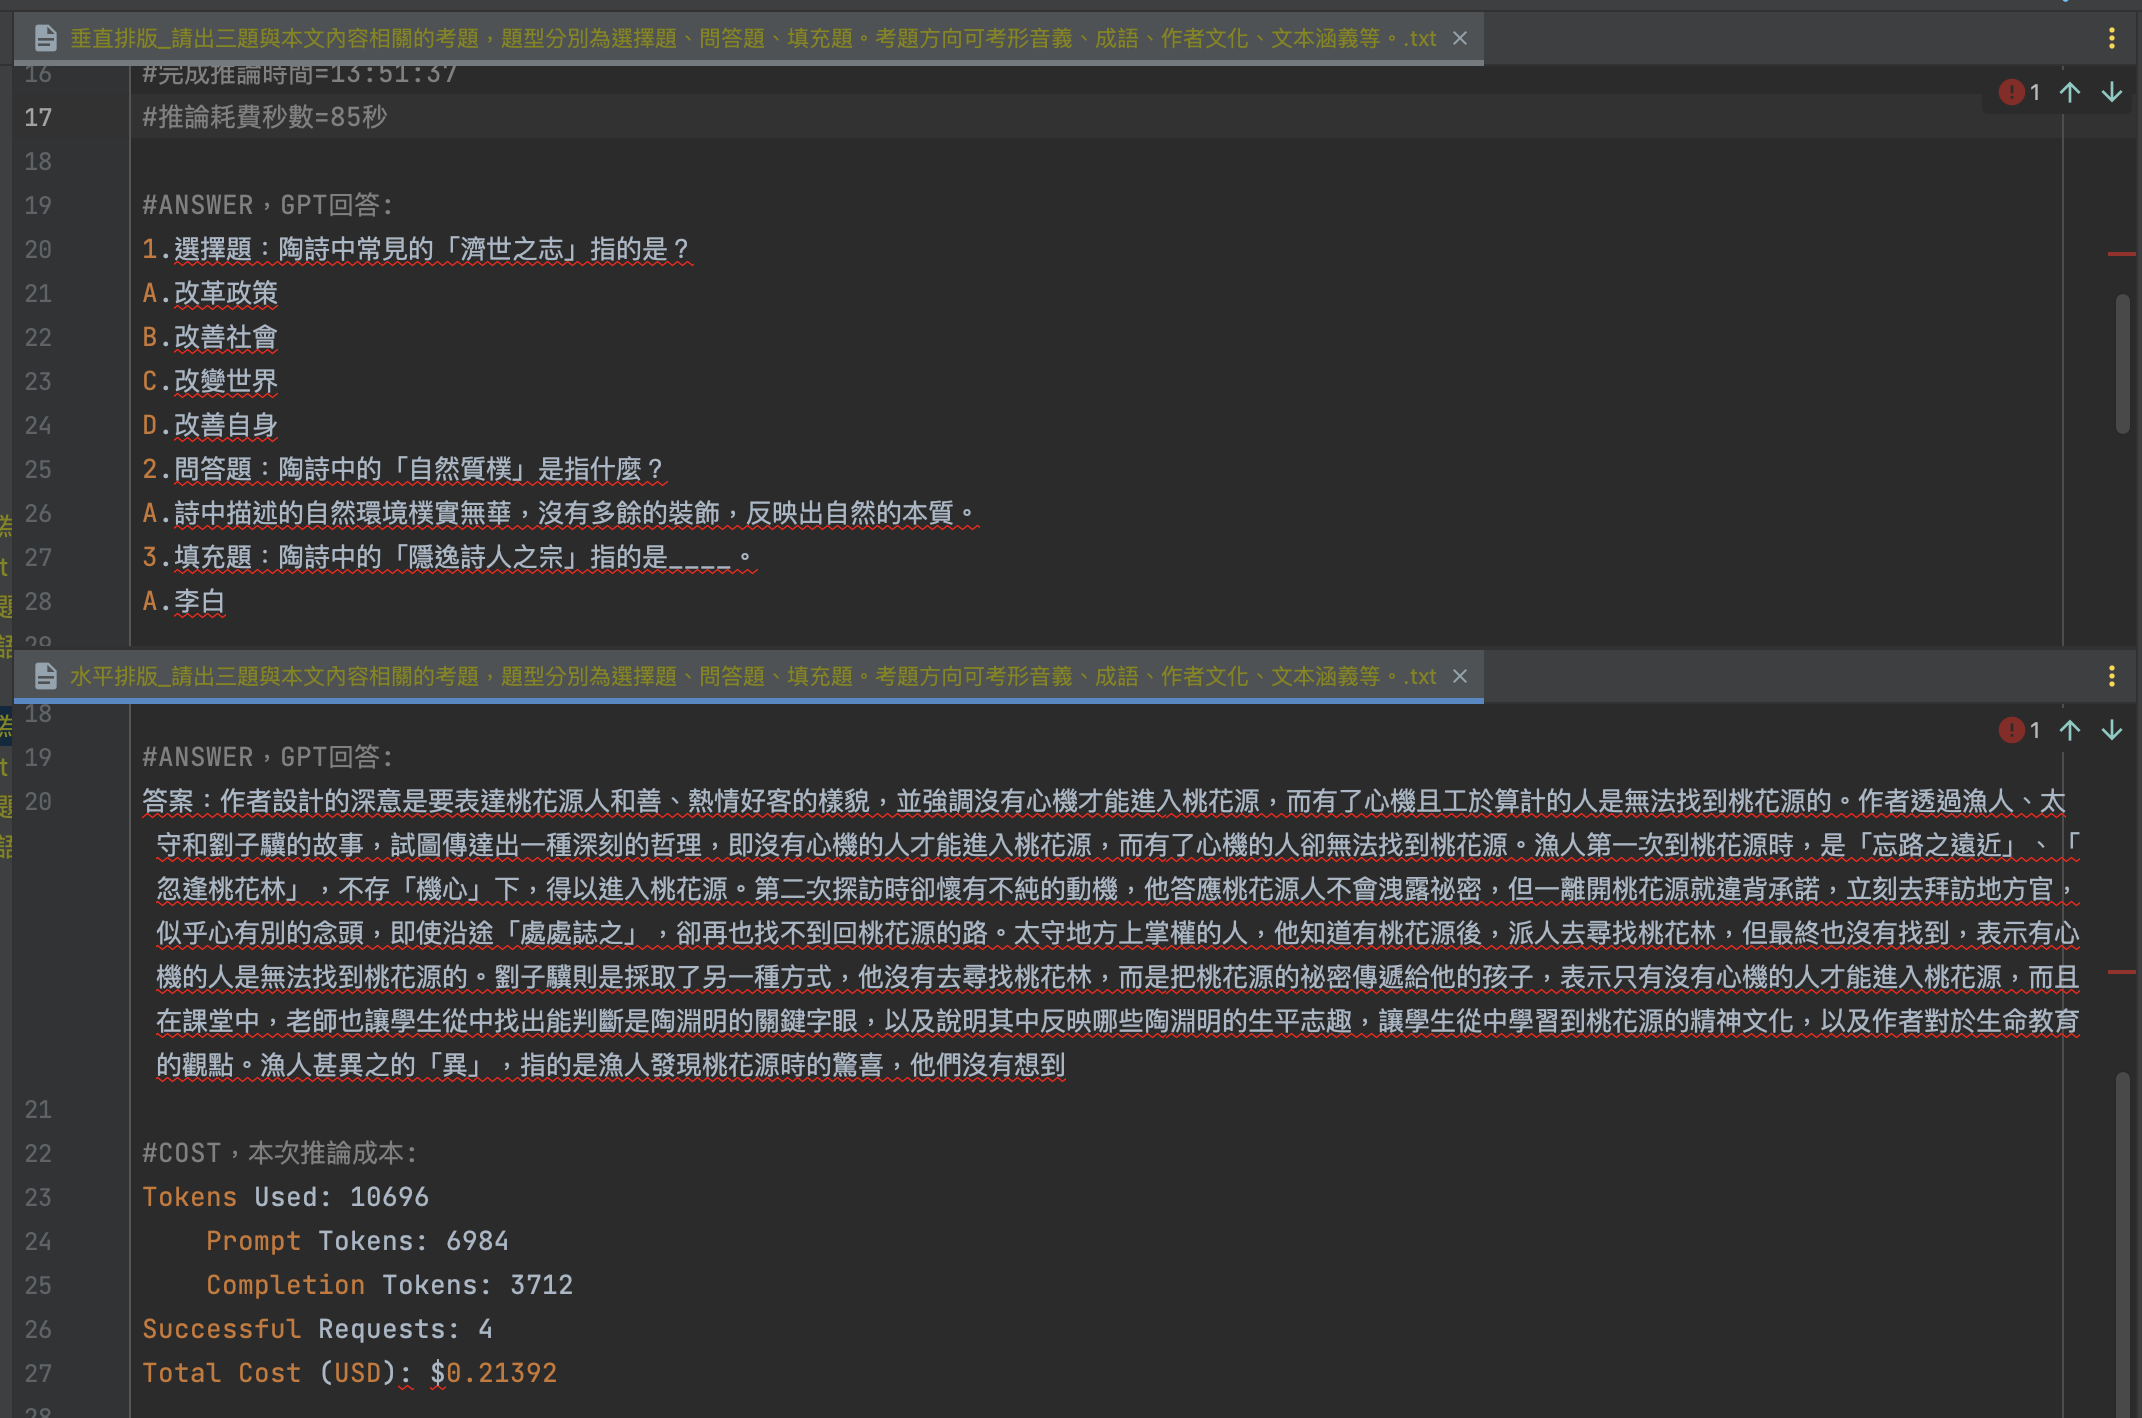 垂直排版_請出三題與本文內容相關的考題，題型分別為選擇題、問答題、填充題。考題方向可考形音義、成語、作者文化、文本涵義等。.txt
16 #完成推論時間=13:51:37
1
17 #推論耗費秒數=85秒
18
19 #ANSWER，GPT回答:
20 1.選擇題：陶詩中常見的「濟世之志」指的是？
21 A.改革政策
22 B.改善社會
23 C.改變世界
24 D.改善自身
25 2.問答題：陶詩中的「自然質樸」是指什麼？
26 A.詩中描述的自然環境樸實無華，沒有多餘的裝飾，反映出自然的本質。
27 3.填充題：陶詩中的「隱逸詩人之宗」指的是____。
28 A.李白
29
水平排版_請出三題與本文內容相關的考題，題型分別為選擇題、問答題、填充題。考題方向可考形音義、成語、作者文化、文本涵義等。.txt
18
1
19 #ANSWER，GPT回答:
20 答案：作者設計的深意是要表達桃花源人和善、熱情好客的樣貌，並強調沒有心機才能進入桃花源，而有了心機且工於算計的人是無法找到桃花源的。作者透過漁人、太
守和劉子驥的故事，試圖傳達出一種深刻的哲理，即沒有心機的人才能進入桃花源，而有了心機的人卻無法找到桃花源。漁人第一次到桃花源時，是「忘路之遠近」、「
忽逢桃花林」，不存「機心」下，得以進入桃花源。第二次探訪時卻懷有不純的動機，他答應桃花源人不會洩露祕密，但一離開桃花源就違背承諾，立刻去拜訪地方官，
似乎心有別的念頭，即使沿途「處處誌之」，卻再也找不到回桃花源的路。太守地方上掌權的人，他知道有桃花源後，派人去尋找桃花林，但最終也沒有找到，表示有心
機的人是無法找到桃花源的。劉子驥則是採取了另一種方式，他沒有去尋找桃花林，而是把桃花源的祕密傳遞給他的孩子，表示只有沒有心機的人才能進入桃花源，而且
在課堂中，老師也讓學生從中找出能判斷是陶淵明的關鍵字眼，以及說明其中反映哪些陶淵明的生平志趣，讓學生從中學習到桃花源的精神文化，以及作者對於生命教育
的觀點。漁人甚異之的「異」，指的是漁人發現桃花源時的驚喜，他們沒有想到
21
22 #COST，本次推論成本:
23 Tokens Used: 10696
24 Prompt Tokens: 6984
25 Completion Tokens: 3712
26 Successful Requests: 4
27 Total Cost (USD): $0.21392
28